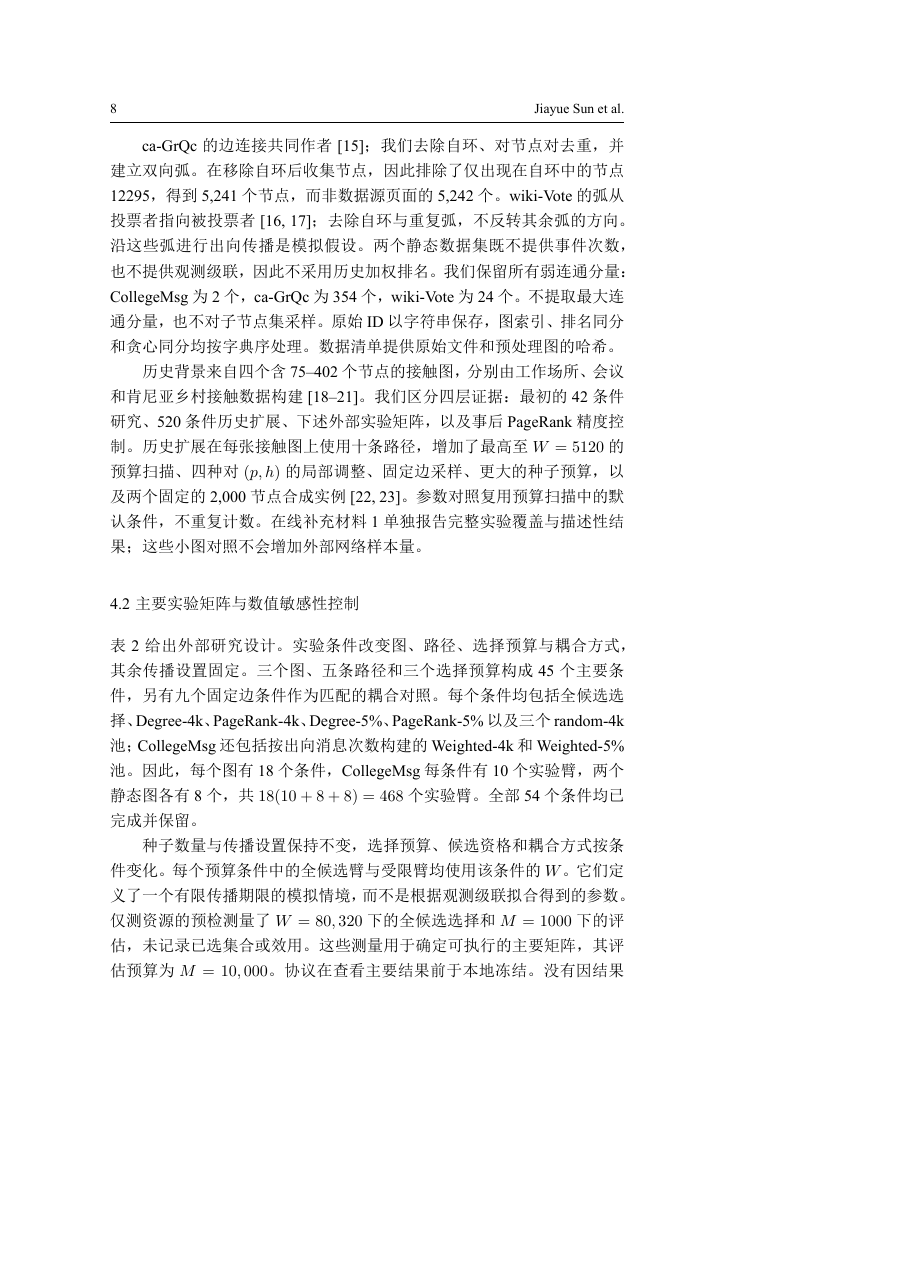 8
Jiayue Sun et al.
ca-GrQc 的边连接共同作者 [15]；我们去除自环、对节点对去重，并
建立双向弧。在移除自环后收集节点，因此排除了仅出现在自环中的节点
12295，得到 5,241 个节点，而非数据源页面的 5,242 个。wiki-Vote 的弧从
投票者指向被投票者 [16, 17]；去除自环与重复弧，不反转其余弧的方向。
沿这些弧进行出向传播是模拟假设。两个静态数据集既不提供事件次数，
也不提供观测级联，因此不采用历史加权排名。我们保留所有弱连通分量：
CollegeMsg 为 2 个，ca-GrQc 为 354 个，wiki-Vote 为 24 个。不提取最大连
通分量，也不对子节点集采样。原始 ID 以字符串保存，图索引、排名同分
和贪心同分均按字典序处理。数据清单提供原始文件和预处理图的哈希。
历史背景来自四个含 75–402 个节点的接触图，分别由工作场所、会议
和肯尼亚乡村接触数据构建 [18–21]。我们区分四层证据：最初的 42 条件
研究、520 条件历史扩展、下述外部实验矩阵，以及事后 PageRank 精度控
制。历史扩展在每张接触图上使用十条路径，增加了最高至 W = 5120 的
预算扫描、四种对 (p, h) 的局部调整、固定边采样、更大的种子预算，以
及两个固定的 2,000 节点合成实例 [22, 23]。参数对照复用预算扫描中的默
认条件，不重复计数。在线补充材料 1 单独报告完整实验覆盖与描述性结
果；这些小图对照不会增加外部网络样本量。
4.2 主要实验矩阵与数值敏感性控制
表 2 给出外部研究设计。实验条件改变图、路径、选择预算与耦合方式，
其余传播设置固定。三个图、五条路径和三个选择预算构成 45 个主要条
件，另有九个固定边条件作为匹配的耦合对照。每个条件均包括全候选选
择、Degree-4k、PageRank-4k、Degree-5%、PageRank-5% 以及三个 random-4k
池；CollegeMsg 还包括按出向消息次数构建的 Weighted-4k 和 Weighted-5%
池。因此，每个图有 18 个条件，CollegeMsg 每条件有 10 个实验臂，两个
静态图各有 8 个，共 18(10 + 8 + 8) = 468 个实验臂。全部 54 个条件均已
完成并保留。
种子数量与传播设置保持不变，选择预算、候选资格和耦合方式按条
件变化。每个预算条件中的全候选臂与受限臂均使用该条件的 W。它们定
义了一个有限传播期限的模拟情境，而不是根据观测级联拟合得到的参数。
仅测资源的预检测量了 W = 80, 320 下的全候选选择和 M = 1000 下的评
估，未记录已选集合或效用。这些测量用于确定可执行的主要矩阵，其评
估预算为 M = 10, 000。协议在查看主要结果前于本地冻结。没有因结果